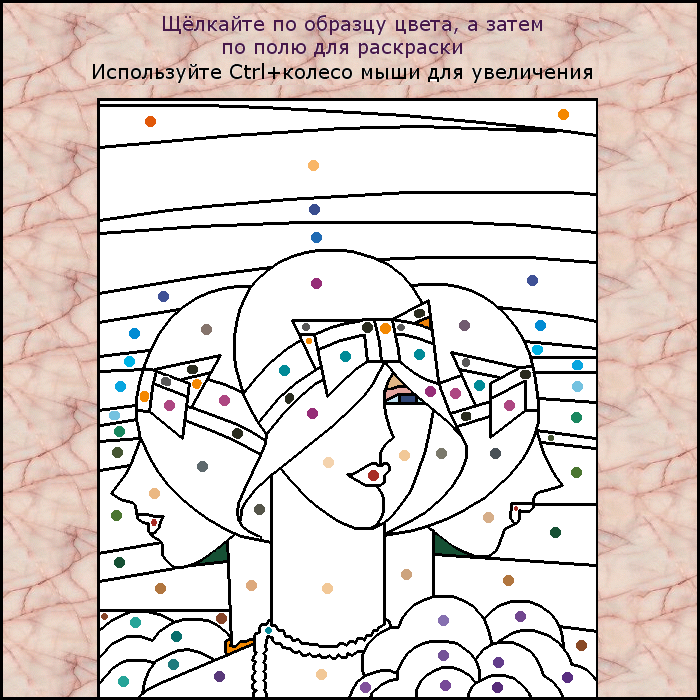 Щёлкайте по образцу цвета, а затем
по полю для раскраски
Используйте Ctrl+колесо мыши для увеличения